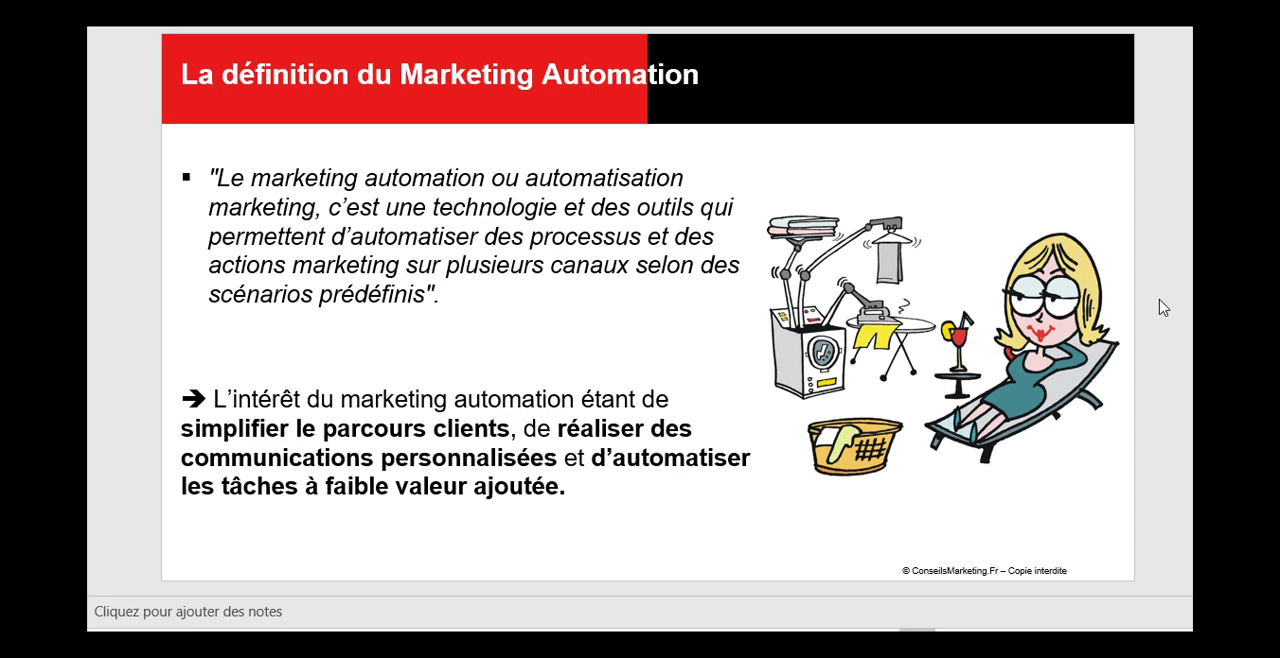 La définition du Marketing Automation
▪ "Le marketing automation ou automatisation
marketing, c’est une technologie et des outils qui
permettent d’automatiser des processus et des
actions marketing sur plusieurs canaux selon des
scénarios prédéfinis".
➔ L’intérêt du marketing automation étant de
simplifier le parcours clients, de réaliser des
communications personnalisées et d’automatiser
les tâches à faible valeur ajoutée.
© ConseilsMarketing.Fr – Copie interdite
Cliquez pour ajouter des notes